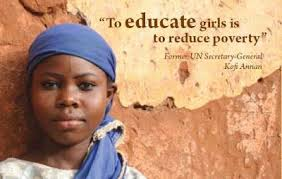 “To educate girls is
to reduce poverty”
Former UN Secretary-General
Kofi Annan